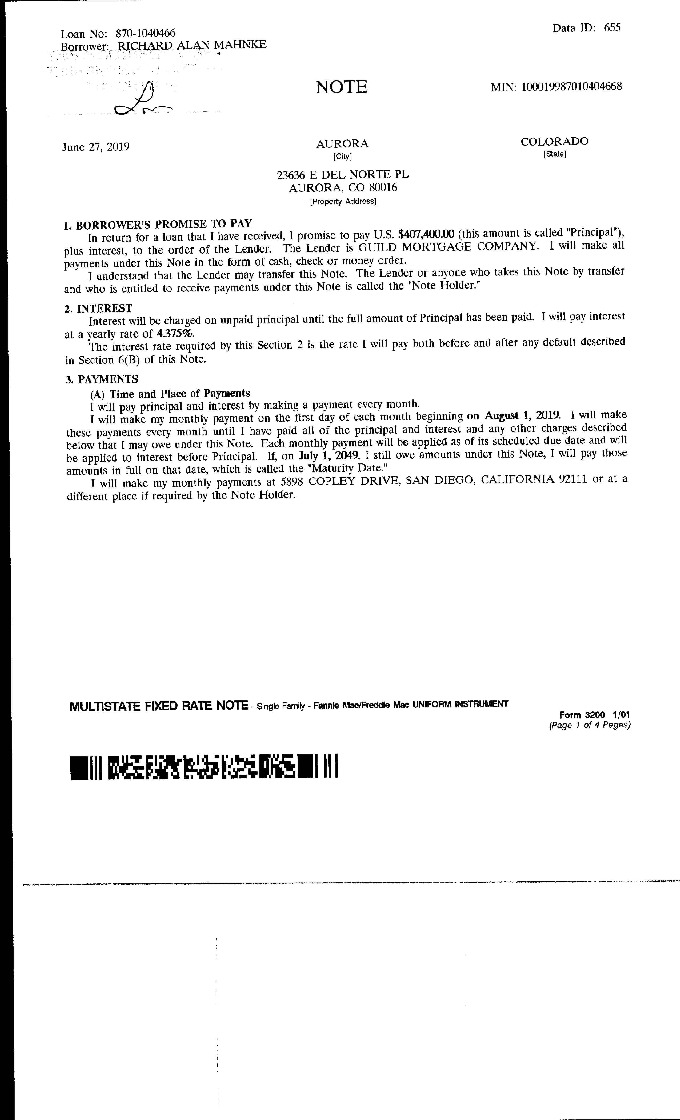 Loan No: 870-1040466
Data ID: 655
Borrower: RICHARD ALAN MAHNKE
NOTE
MIN: 100019987010404668
June 27, 2019
AURORA
COLORADO
[City]
[State]
23636 E DEL NORTE PL
AURORA, CO 80016
[Property Address]
1. BORROWER'S PROMISE TO PAY
In return for a loan that I have received, I promise to pay U.S. $407,400.00 (this amount is called "Principal"),
plus interest, to the order of the Lender. The Lender is GUILD MORTGAGE COMPANY. I will make all
payments under this Note in the form of cash, check or money order.
I understand that the Lender may transfer this Note. The Lender or anyone who takes this Note by transfer
and who is entitled to receive payments under this Note is called the "Note Holder."
2. INTEREST
Interest will be charged on unpaid principal until the full amount of Principal has been paid. I will pay interest
at a yearly rate of 4.375%.
The interest rate required by this Section 2 is the rate I will pay both before and after any default described
in Section 6(B) of this Note.
3. PAYMENTS
(A) Time and Place of Payments
I will pay principal and interest by making a payment every month.
I will make my monthly payment on the first day of each month beginning on August 1, 2019. I will make
these payments every month until I have paid all of the principal and interest and any other charges described
below that I may owe under this Note. Each monthly payment will be applied as of its scheduled due date and will
be applied to interest before Principal. If, on July 1, 2049, I still owe amounts under this Note, I will pay those
amounts in full on that date, which is called the "Maturity Date."
I will make my monthly payments at 5898 COPLEY DRIVE, SAN DIEGO, CALIFORNIA 92111 or at a
different place if required by the Note Holder.
MULTISTATE FIXED RATE NOTE - Single Family - Fannie Mae/Freddie Mac UNIFORM INSTRUMENT
Form 3200 1/01
(Page 1 of 4 Pages)